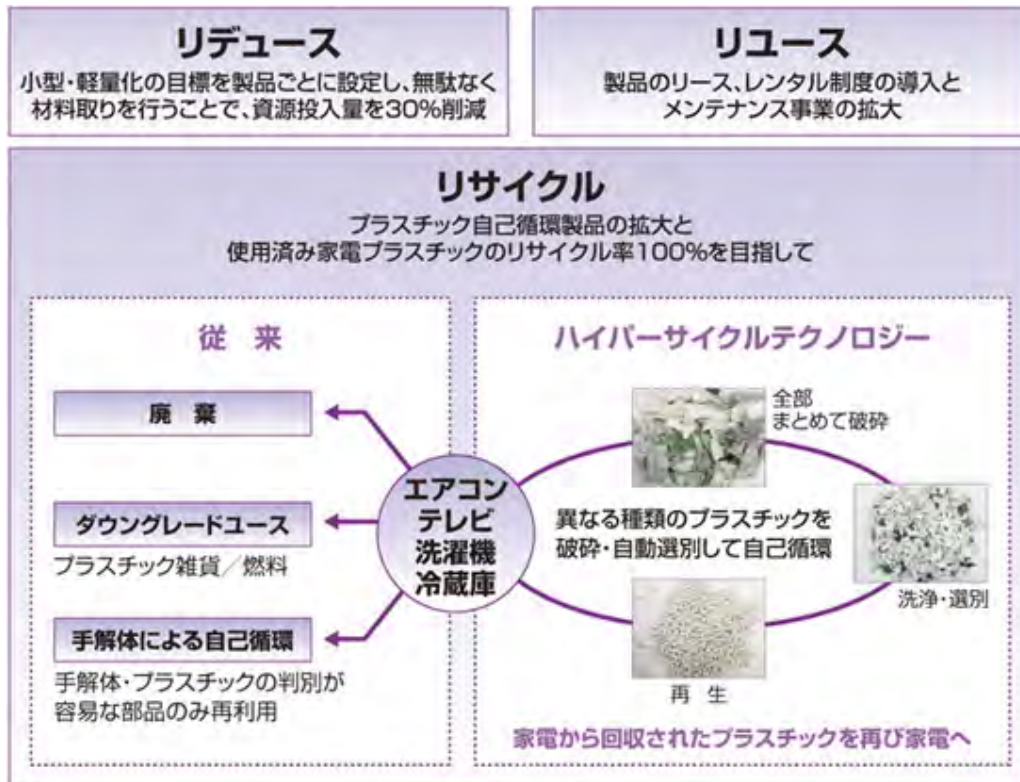 リデュース
小型・軽量化の目標を製品ごとに設定し、無駄なく
材料取りを行うことで、資源投入量を30%削減
リユース
製品のリース、レンタル制度の導入と
メンテナンス事業の拡大
リサイクル
プラスチック自己循環製品の拡大と
使用済み家電プラスチックのリサイクル率100%を目指して
従 来
廃 棄
ダウングレードユース
プラスチック雑貨／燃料
手解体による自己循環
手解体・プラスチックの判別が
容易な部品のみ再利用
エアコン
テレビ
洗濯機
冷蔵庫
ハイパーサイクルテクノロジー
全部
まとめて破砕
異なる種類のプラスチックを
破砕・自動選別して自己循環
洗浄・選別
再 生
家電から回収されたプラスチックを再び家電へ